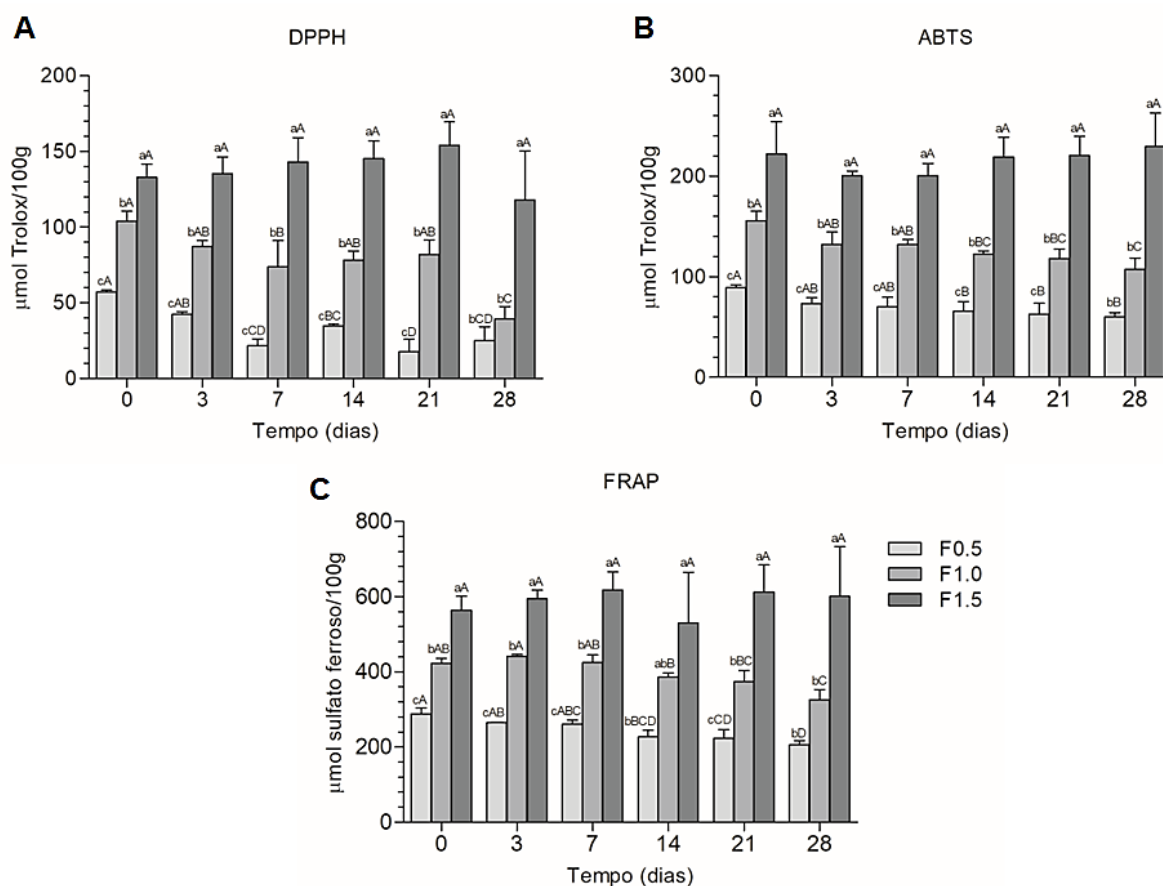 A
DPPH
μmol Trolox/100g
200
150
100
50
0
cA bA aA
cAB bAB aA
cCD bB aA
cBC bAB aA
cD bAB aA
bCD bC aA
0 3 7 14 21 28
Tempo (dias)
B
ABTS
μmol Trolox/100g
300
200
100
0
cA bA aA
cAB bAB aA
cAB bAB aA
cB bBC aA
cB bBC aA
bB bC aA
0 3 7 14 21 28
Tempo (dias)
C
FRAP
μmol sulfato ferroso/100g
800
600
400
200
0
cA bAB aA
cAB bA aA
cABC bAB aA
bBCD abB aA
cCD bBC aA
bD bC aA
0 3 7 14 21 28
Tempo (dias)
F0.5
F1.0
F1.5